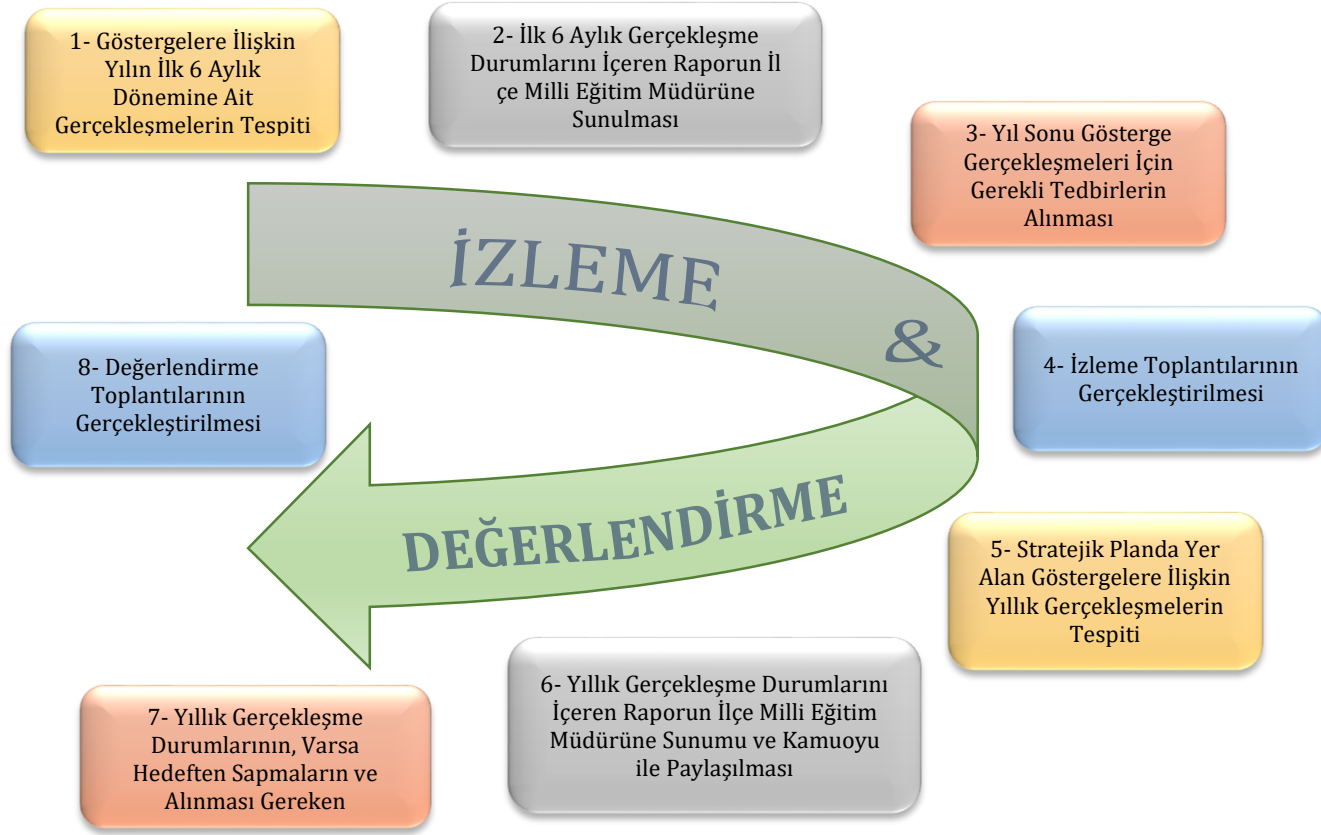 1- Göstergelere İlişkin
Yılın İlk 6 Aylık
Dönemine Ait
Gerçekleşmelerin Tespiti
2- İlk 6 Aylık Gerçekleşme
Durumlarını İçeren Raporun İl
çe Milli Eğitim Müdürüne
Sunulması
3- Yıl Sonu Gösterge
Gerçekleşmeleri İçin
Gerekli Tedbirlerin
Alınması
İZLEME
&
8- Değerlendirme
Toplantılarının
Gerçekleştirilmesi
4- İzleme Toplantılarının
Gerçekleştirilmesi
DEĞERLENDİRME
5- Stratejik Planda Yer
Alan Göstergelere İlişkin
Yıllık Gerçekleşmelerin
Tespiti
6- Yıllık Gerçekleşme Durumlarını
İçeren Raporun İlçe Milli Eğitim
Müdürüne Sunumu ve Kamuoyu
ile Paylaşılması
7- Yıllık Gerçekleşme
Durumlarının, Varsa
Hedeften Sapmaların ve
Alınması Gereken